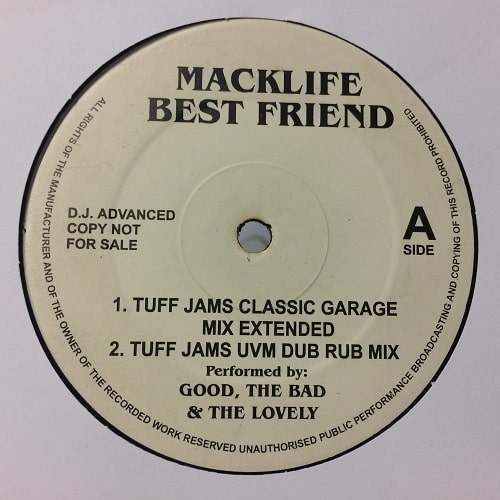 MACKLIFE
BEST FRIEND
D.J. ADVANCED
COPY NOT
FOR SALE
A
SIDE
1. TUFF JAMS CLASSIC GARAGE
MIX EXTENDED
2. TUFF JAMS UVM DUB RUB MIX
Performed by:
GOOD, THE BAD
& THE LOVELY
ALL RIGHTS OF THE MANUFACTURER AND OF THE OWNER OF THE RECORDED WORK RESERVED UNAUTHORISED PUBLIC PERFORMANCE BROADCASTING AND COPYING OF THIS RECORD PROHIBITED